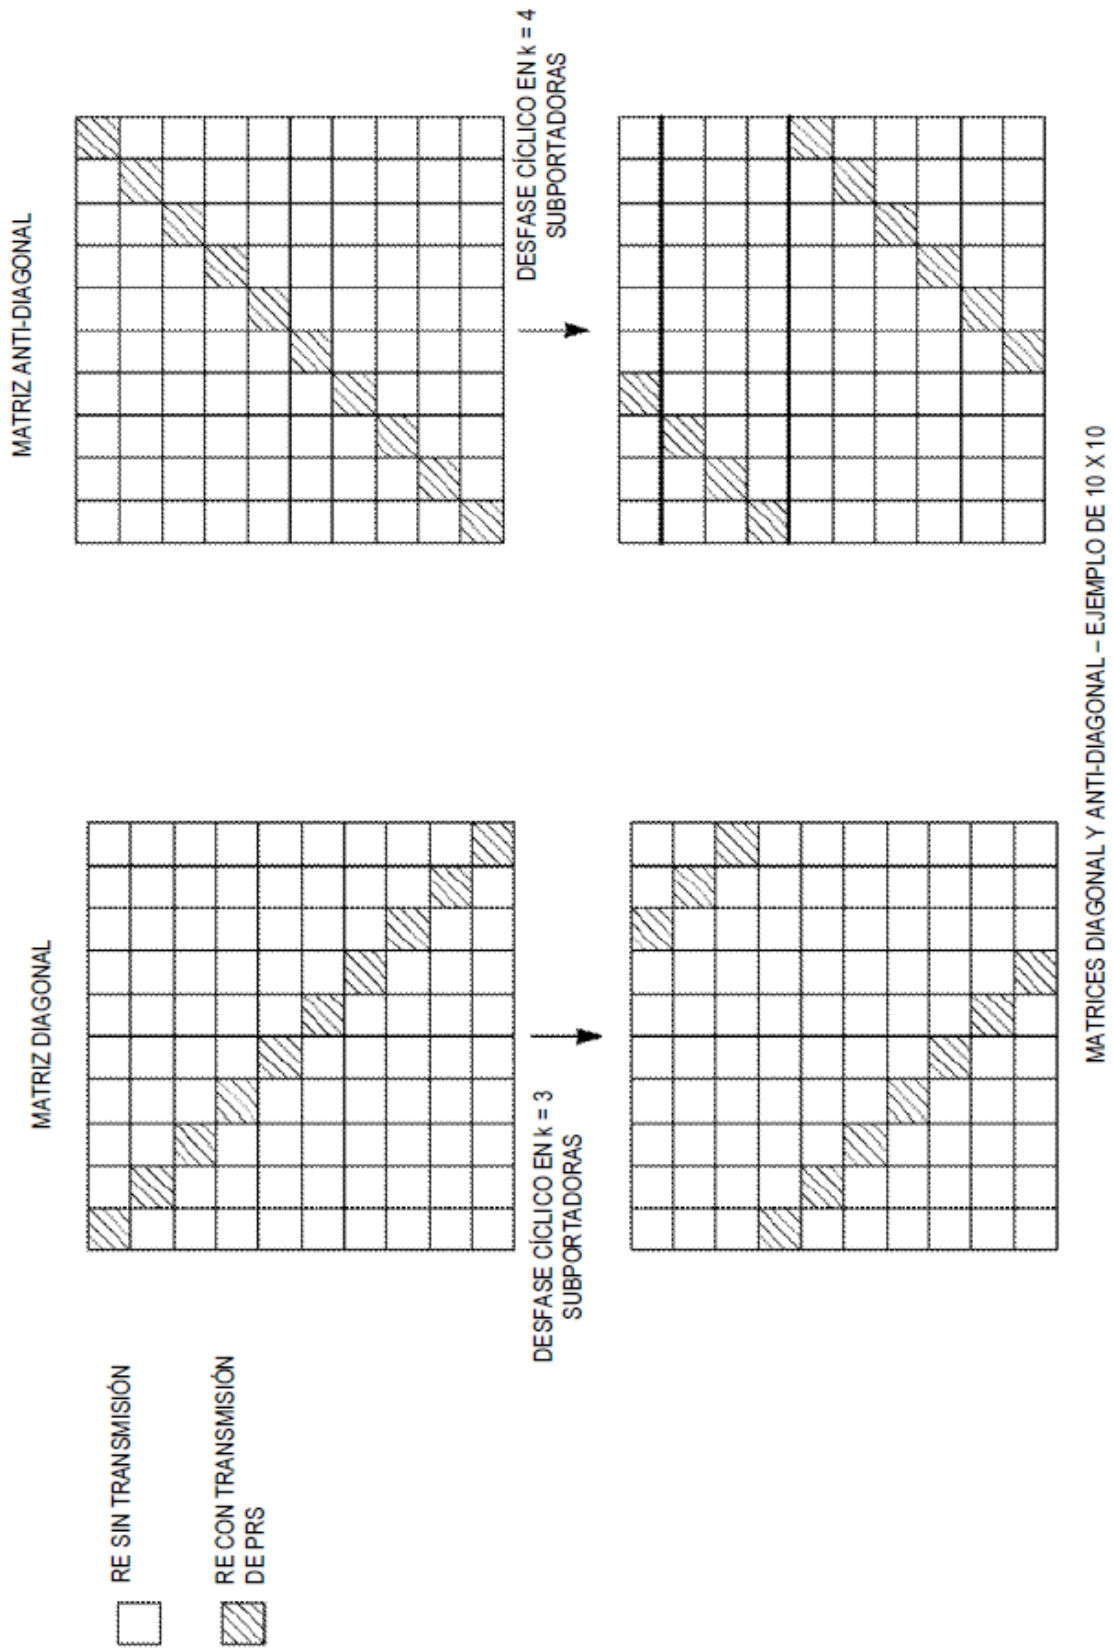 RE SIN TRANSMISIÓN
RE CON TRANSMISIÓN
DE PRS
MATRIZ DIAGONAL
DESFASE CÍCLICO EN k = 3
SUBPORTADORAS
MATRIZ ANTI-DIAGONAL
DESFASE CÍCLICO EN k = 4
SUBPORTADORAS
MATRICES DIAGONAL Y ANTI-DIAGONAL – EJEMPLO DE 10 X 10